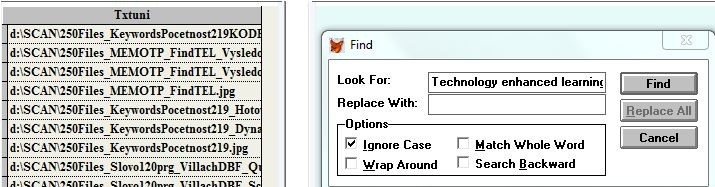 Txtuni
d:\SCAN\250Files_KeywordsPocetnost219KODE
d:\SCAN\250Files_MEMOTP_FindTEL_Vysledo
d:\SCAN\250Files_MEMOTP_FindTEL_Vysledo
d:\SCAN\250Files_MEMOTP_FindTEL.jpg
d:\SCAN\250Files_KeywordsPocetnost219_Hotov
d:\SCAN\250Files_KeywordsPocetnost219_Dyna
d:\SCAN\250Files_KeywordsPocetnost219.jpg
d:\SCAN\250Files_Slovo120prg_VillachDBF_Qu
d:\SCAN\250Files_Slovo120prg_VillachDBF_Sc
Find
Look For: Technology enhanced learning
Find
Replace With:
Replace All
Options
Cancel
Ignore Case
Match Whole Word
Wrap Around
Search Backward